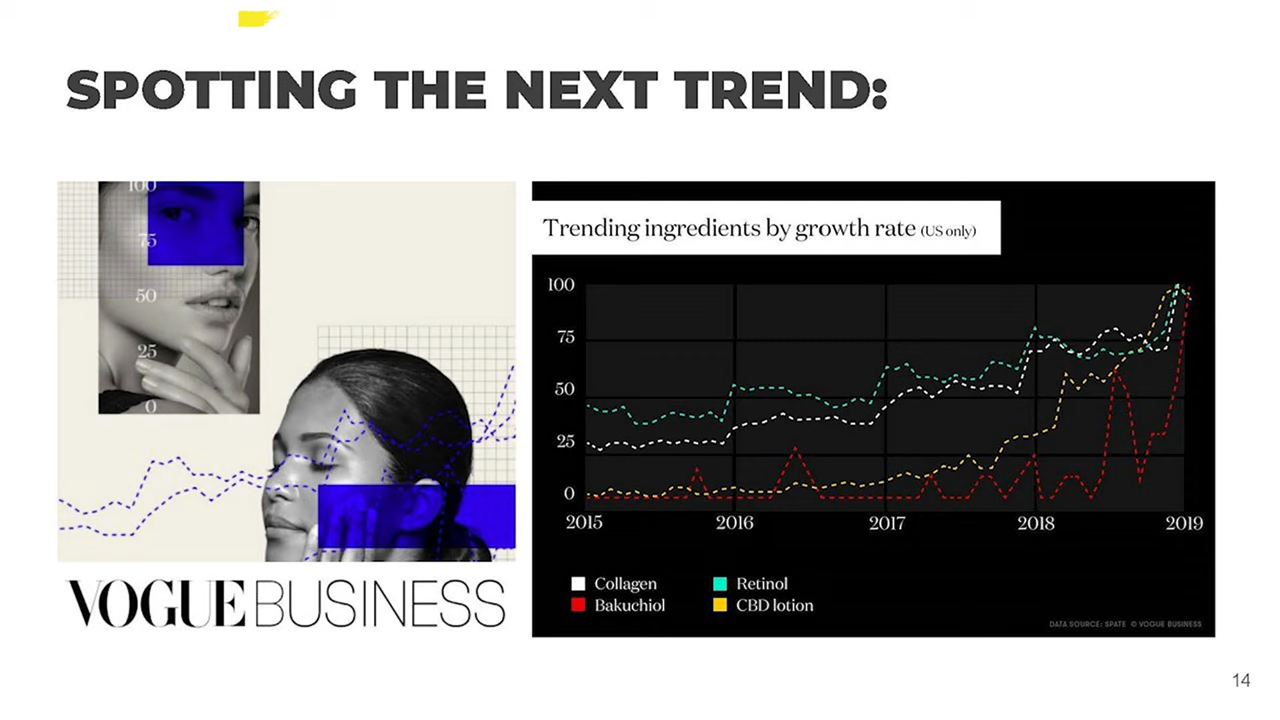 SPOTTING THE NEXT TREND:
100
75
50
25
0
VOGUE BUSINESS
Trending ingredients by growth rate (US only)
100
75
50
25
0
2015 2016 2017 2018 2019
Collagen Retinol
Bakuchiol CBD lotion
DATA SOURCE: SPATE © VOGUE BUSINESS
14